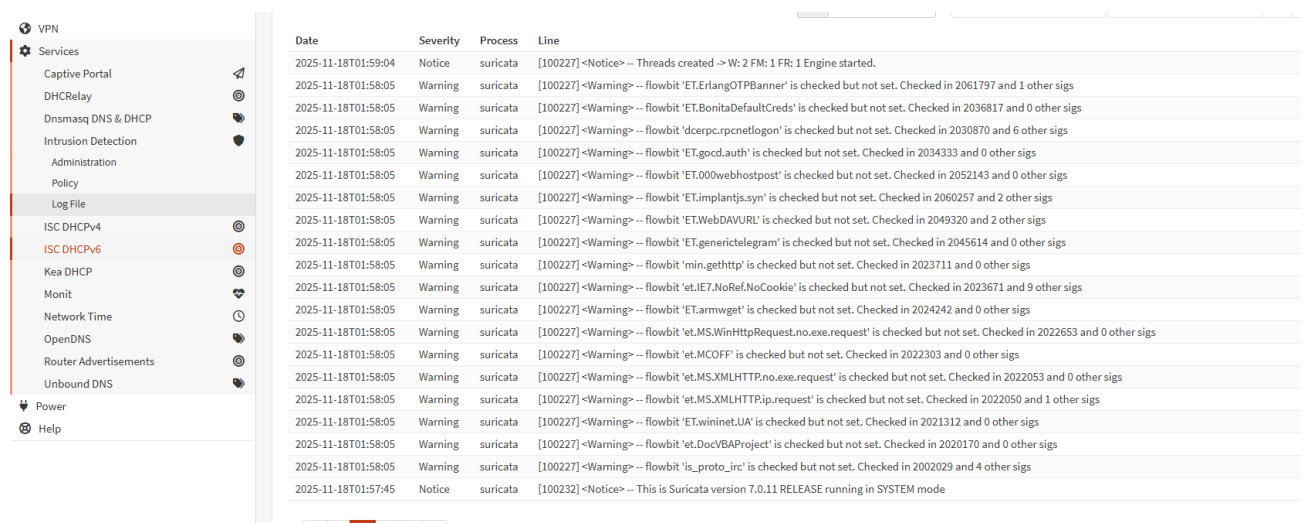 VPN
Services
Captive Portal
DHCRelay
Dnsmasq DNS & DHCP
Intrusion Detection
Administration
Policy
Log File
ISC DHCPv4
ISC DHCPv6
Kea DHCP
Monit
Network Time
OpenDNS
Router Advertisements
Unbound DNS
Power
Help
Date Severity Process Line
2025-11-18T01:59:04 Notice suricata [100227] <Notice> -- Threads created -> W: 2 FM: 1 FR: 1 Engine started.
2025-11-18T01:58:05 Warning suricata [100227] <Warning> -- flowbit 'ET.ErlangOTPBanner' is checked but not set. Checked in 2061797 and 1 other sigs
2025-11-18T01:58:05 Warning suricata [100227] <Warning> -- flowbit 'ET.BonitaDefaultCreds' is checked but not set. Checked in 2036817 and 0 other sigs
2025-11-18T01:58:05 Warning suricata [100227] <Warning> -- flowbit 'dcerpc.rpcnetlogon' is checked but not set. Checked in 2030870 and 6 other sigs
2025-11-18T01:58:05 Warning suricata [100227] <Warning> -- flowbit 'ET.gocd.auth' is checked but not set. Checked in 2034333 and 0 other sigs
2025-11-18T01:58:05 Warning suricata [100227] <Warning> -- flowbit 'ET.000webhostpost' is checked but not set. Checked in 2052143 and 0 other sigs
2025-11-18T01:58:05 Warning suricata [100227] <Warning> -- flowbit 'ET.implantjs.syn' is checked but not set. Checked in 2060257 and 2 other sigs
2025-11-18T01:58:05 Warning suricata [100227] <Warning> -- flowbit 'ET.WebDAVURL' is checked but not set. Checked in 2049320 and 2 other sigs
2025-11-18T01:58:05 Warning suricata [100227] <Warning> -- flowbit 'ET.generictelegram' is checked but not set. Checked in 2045614 and 0 other sigs
2025-11-18T01:58:05 Warning suricata [100227] <Warning> -- flowbit 'min.gethttp' is checked but not set. Checked in 2023711 and 0 other sigs
2025-11-18T01:58:05 Warning suricata [100227] <Warning> -- flowbit 'et.IE7.NoRef.NoCookie' is checked but not set. Checked in 2023671 and 9 other sigs
2025-11-18T01:58:05 Warning suricata [100227] <Warning> -- flowbit 'ET.armwget' is checked but not set. Checked in 2024242 and 0 other sigs
2025-11-18T01:58:05 Warning suricata [100227] <Warning> -- flowbit 'et.MS.WinHttpRequest.no.exe.request' is checked but not set. Checked in 2022653 and 0 other sigs
2025-11-18T01:58:05 Warning suricata [100227] <Warning> -- flowbit 'et.MCOFF' is checked but not set. Checked in 2022303 and 0 other sigs
2025-11-18T01:58:05 Warning suricata [100227] <Warning> -- flowbit 'et.MS.XMLHTTP.no.exe.request' is checked but not set. Checked in 2022053 and 0 other sigs
2025-11-18T01:58:05 Warning suricata [100227] <Warning> -- flowbit 'et.MS.XMLHTTP.ip.request' is checked but not set. Checked in 2022050 and 1 other sigs
2025-11-18T01:58:05 Warning suricata [100227] <Warning> -- flowbit 'ET.wininet.UA' is checked but not set. Checked in 2021312 and 0 other sigs
2025-11-18T01:58:05 Warning suricata [100227] <Warning> -- flowbit 'et.DocVBAProject' is checked but not set. Checked in 2020170 and 0 other sigs
2025-11-18T01:58:05 Warning suricata [100227] <Warning> -- flowbit 'is_proto_irc' is checked but not set. Checked in 2002029 and 4 other sigs
2025-11-18T01:57:45 Notice suricata [100232] <Notice> -- This is Suricata version 7.0.11 RELEASE running in SYSTEM mode